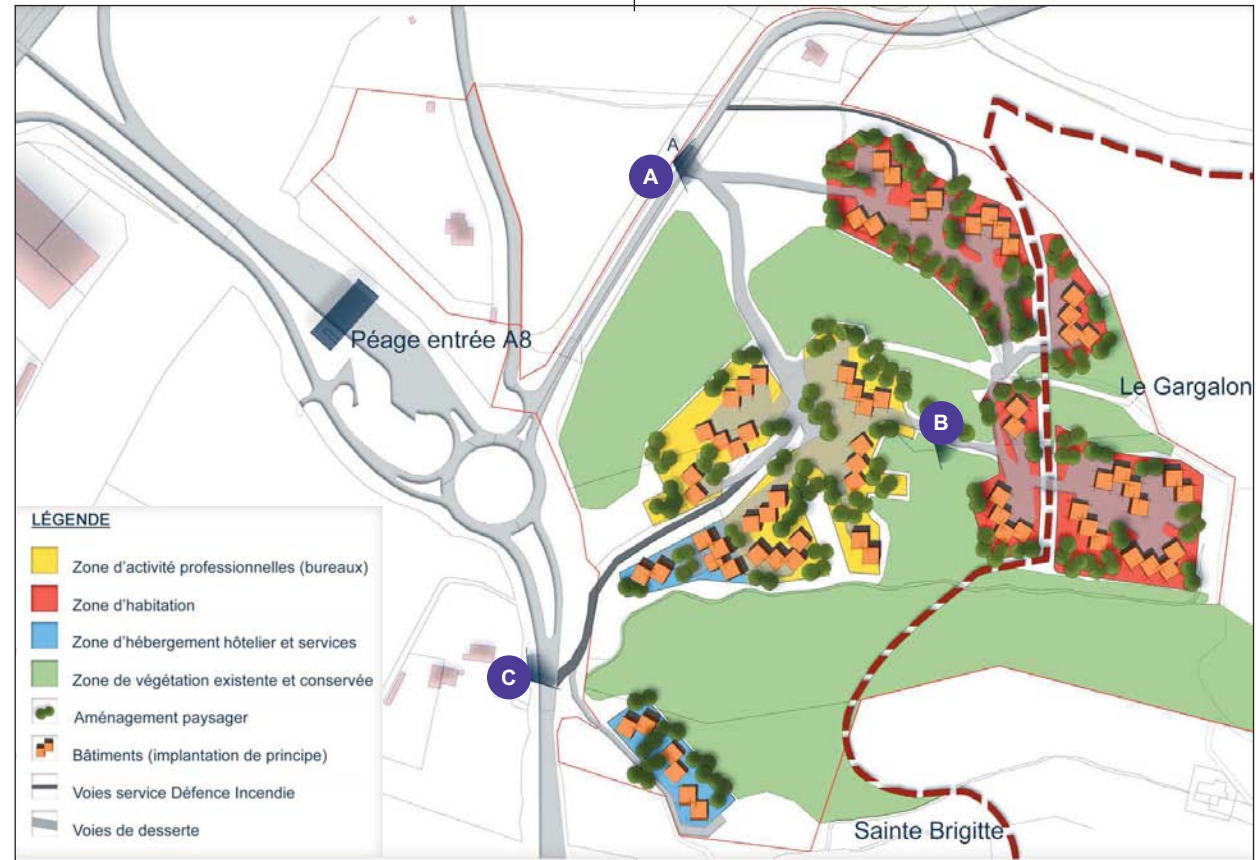 A
A
Péage entrée A8
Le Gargalon
B
LÉGENDE
Zone d'activité professionnelles (bureaux)
Zone d'habitation
Zone d'hébergement hôtelier et services
Zone de végétation existente et conservée
Aménagement paysager
Bâtiments (implantation de principe)
Voies service Défence Incendie
Voies de desserte
C
Sainte Brigitte